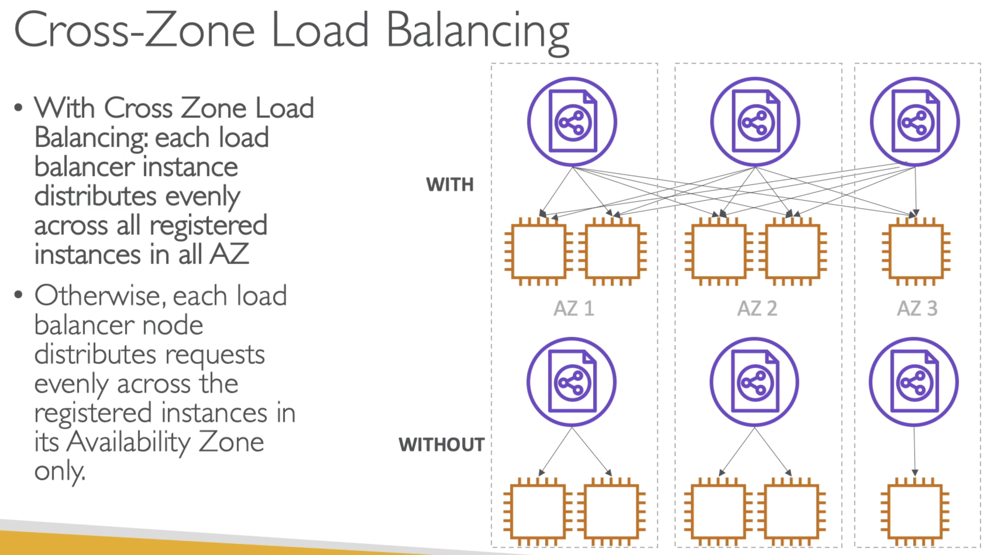 Cross-Zone Load Balancing
• With Cross Zone Load
Balancing: each load
balancer instance
distributes evenly
across all registered
instances in all AZ
• Otherwise, each load
balancer node
distributes requests
evenly across the
registered instances in
its Availability Zone
only.
WITH
AZ 1
AZ 2
AZ 3
WITHOUT